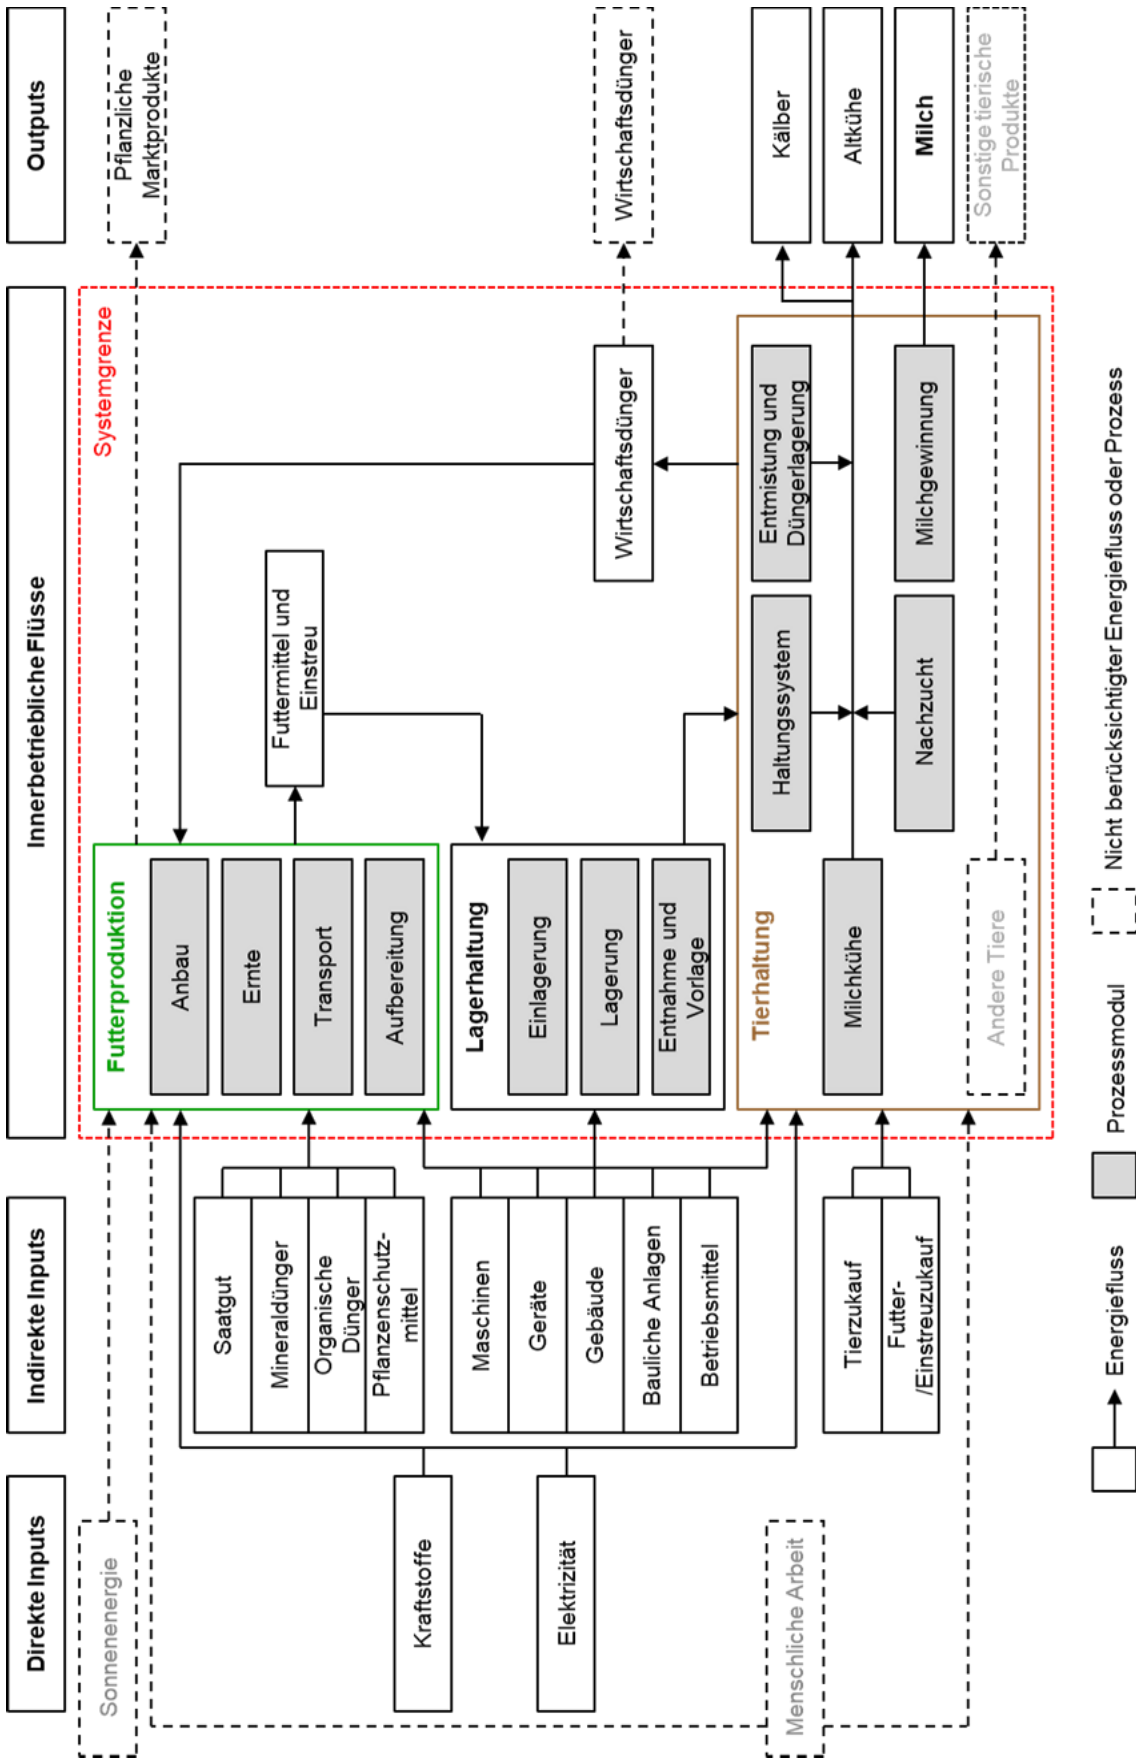 Direkte Inputs
Indirekte Inputs
Innerbetriebliche Flüsse
Outputs
Sonnenenergie
Kraftstoffe
Elektrizität
Menschliche Arbeit
Saatgut
Mineraldünger
Organische
Dünger
Pflanzenschutz-
mittel
Maschinen
Geräte
Gebäude
Bauliche Anlagen
Betriebsmittel
Tierzukauf
Futter-
/Einstreuzukauf
Systemgrenze
Futterproduktion
Anbau
Ernte
Transport
Aufbereitung
Futtermittel und
Einstreu
Lagerhaltung
Einlagerung
Lagerung
Entnahme und
Vorlage
Wirtschaftsdünger
Tierhaltung
Milchkühe
Haltungssystem
Entmistung und
Düngerlagerung
Nachzucht
Milchgewinnung
Andere Tiere
Pflanzliche
Marktprodukte
Wirtschaftsdünger
Kälber
Altkühe
Milch
Sonstige tierische
Produkte
Energiefluss
Prozessmodul
Nicht berücksichtigter Energiefluss oder Prozess